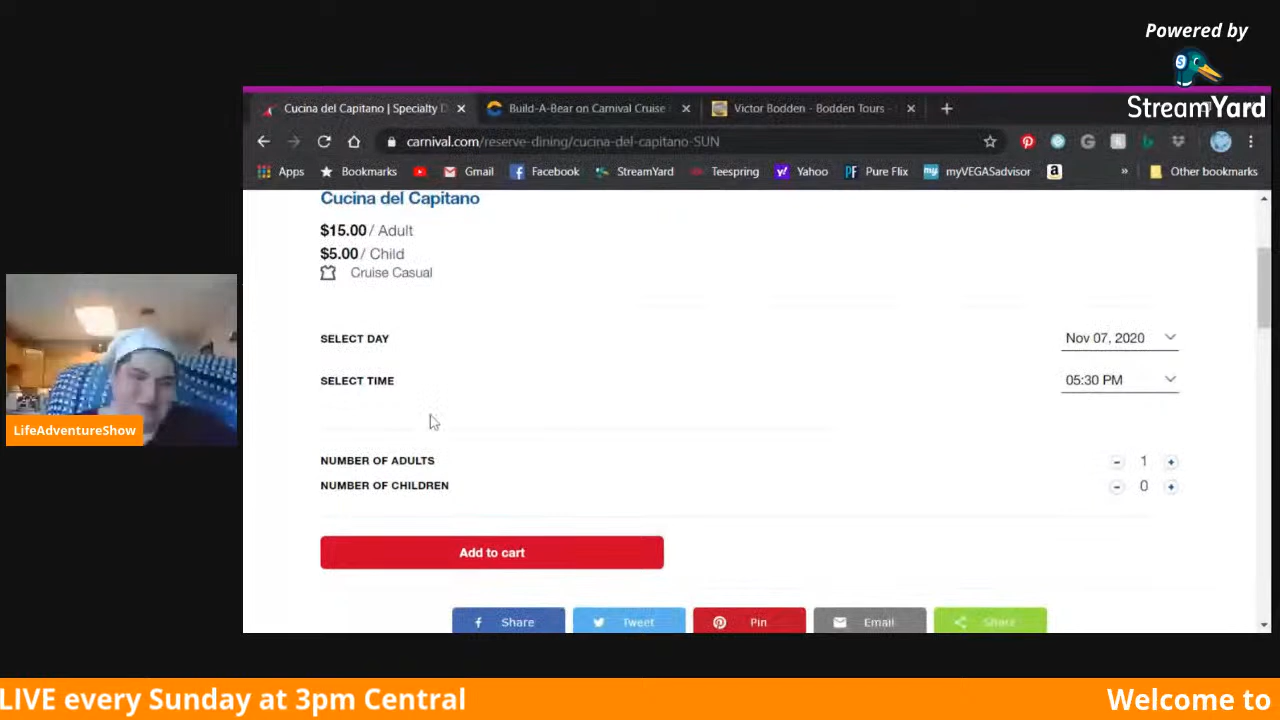 Powered by
StreamYard
Cucina del Capitano | Specialty D
Build-A-Bear on Carnival Cruise
Victor Bodden - Bodden Tours -
carnival.com/reserve-dining/cucina-del-capitano-SUN
Apps
Bookmarks
Gmail
Facebook
StreamYard
Teespring
Yahoo
PF Pure Flix
my myVEGASadvisor
»
Other bookmarks
Cucina del Capitano
$15.00 / Adult
$5.00 / Child
Cruise Casual
SELECT DAY
Nov 07, 2020
SELECT TIME
05:30 PM
LifeAdventureShow
NUMBER OF ADULTS
- 1 +
NUMBER OF CHILDREN
- 0 +
Add to cart
Share
Tweet
Pin
Email
Share
LIVE every Sunday at 3pm Central
Welcome to